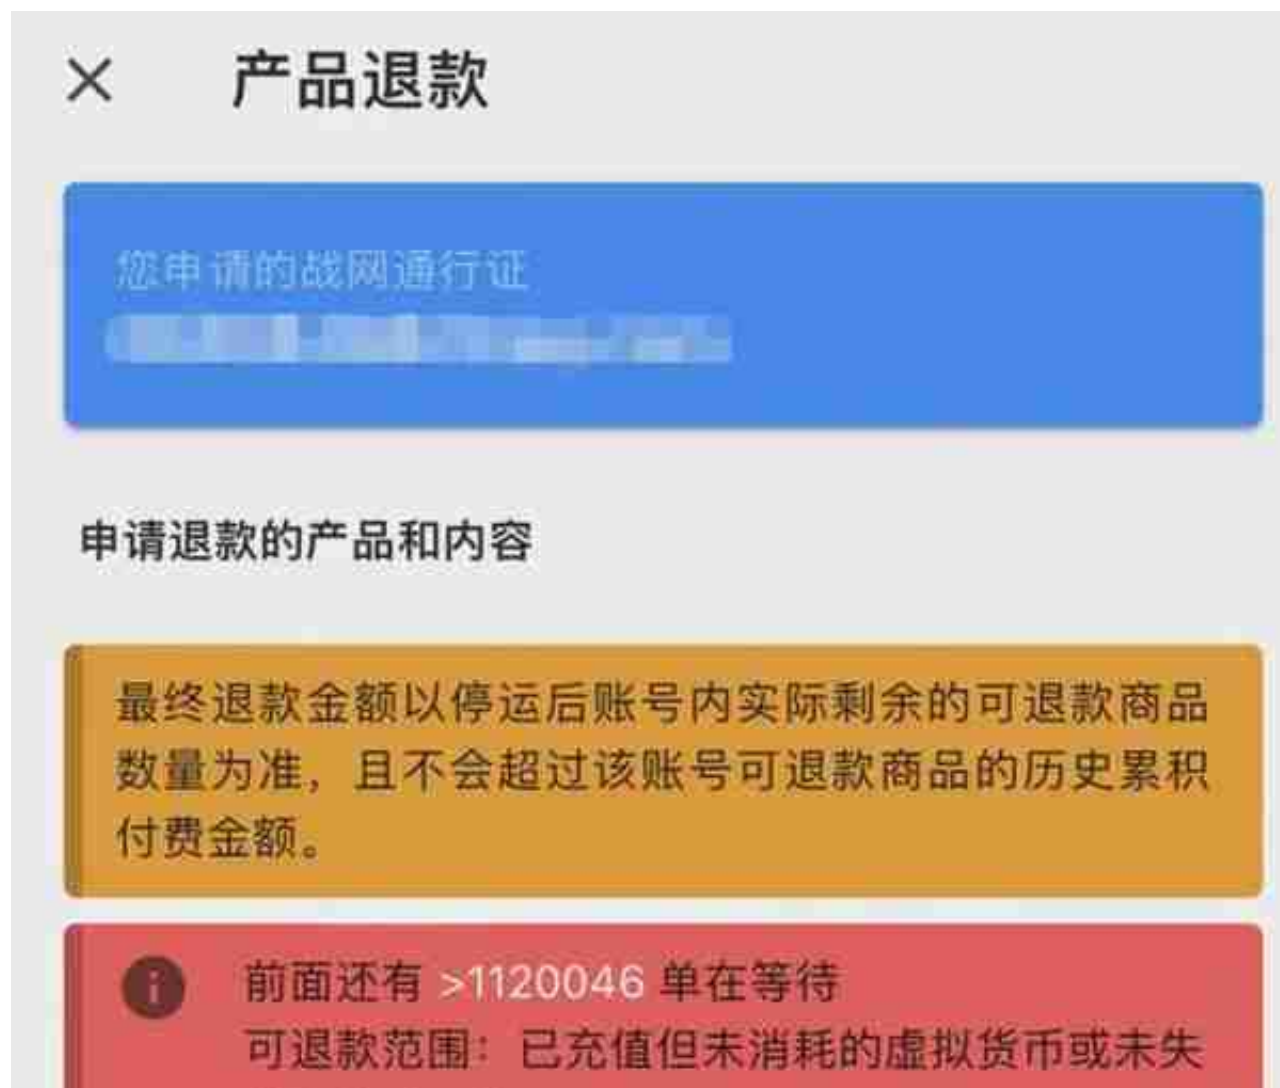 产品退款
您申请的战网通行证
申请退款的产品和内容
最终退款金额以停运后账号内实际剩余的可退款商品
数量为准，且不会超过该账号可退款商品的历史累积
付费金额。
前面还有 >1120046 单在等待
可退款范围：已充值但未消耗的虚拟货币或未失